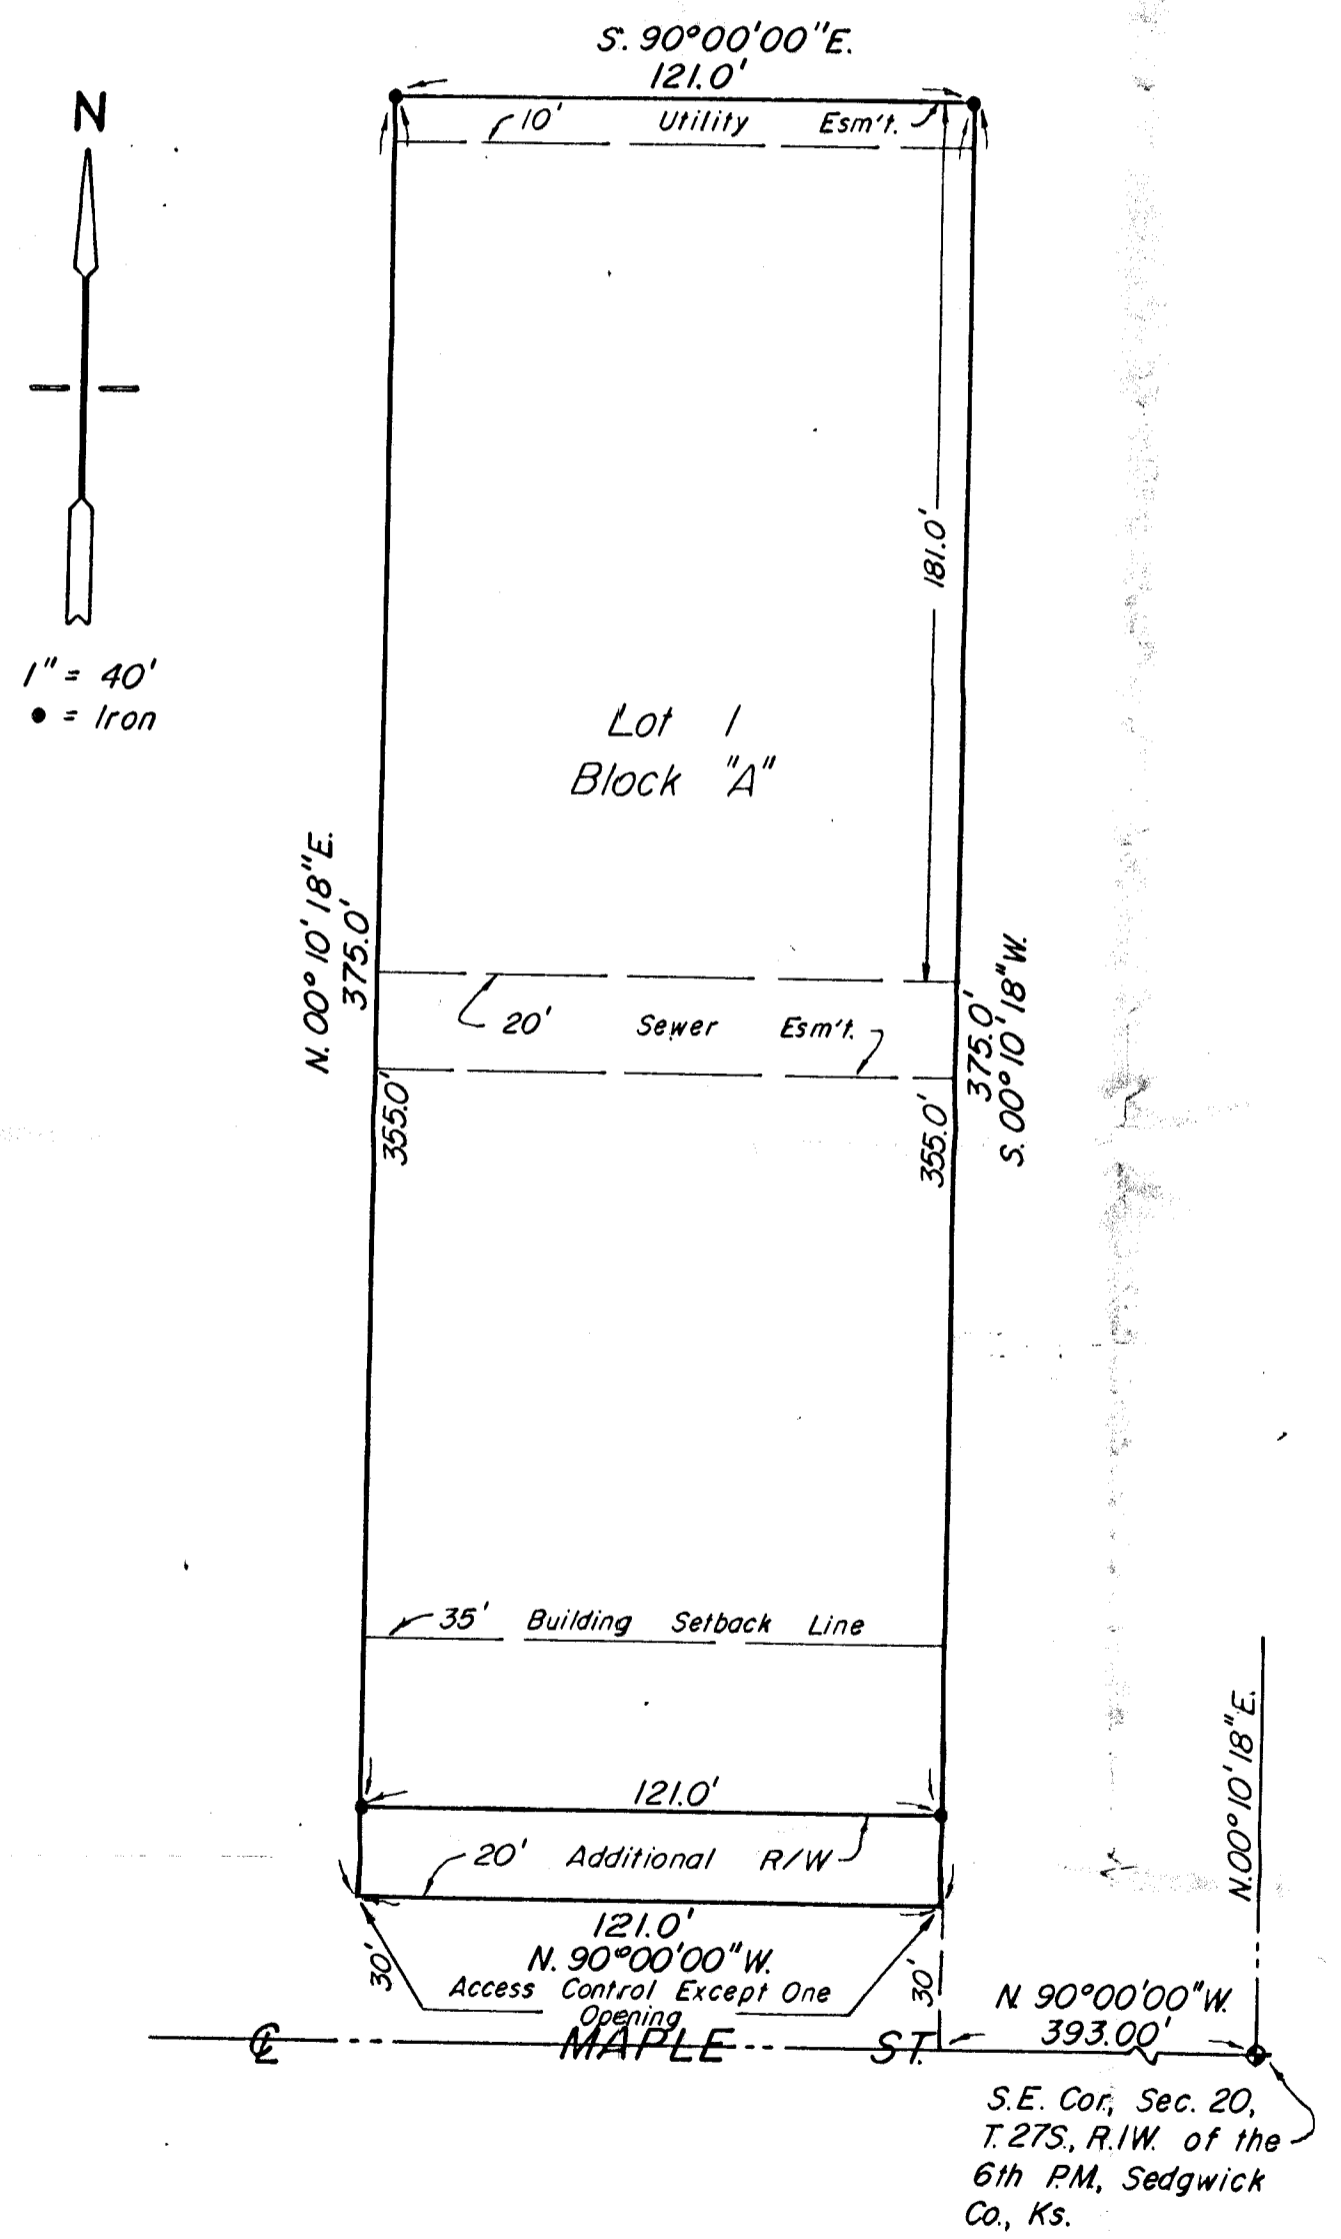 S. 90°00'00"E.
121.0'
N
10' Utility Esm't.
181.0'
1" = 40'
● = Iron
Lot 1
Block "A"
N. 00° 10' 18" E.
375.0'
20' Sewer Esm't.
375.0'
S. 00° 10' 18" W.
355.0'
355.0'
35' Building Setback Line
N. 00° 10' 18" E.
121.0'
20' Additional R/W
121.0'
N. 90°00'00" W.
30'
Access Control Except One
Opening
30'
N. 90°00'00" W.
393.00'
℄ MAPLE ST.
S.E. Cor., Sec. 20,
T. 27S., R.1W. of the
6th P.M., Sedgwick
Co., Ks.